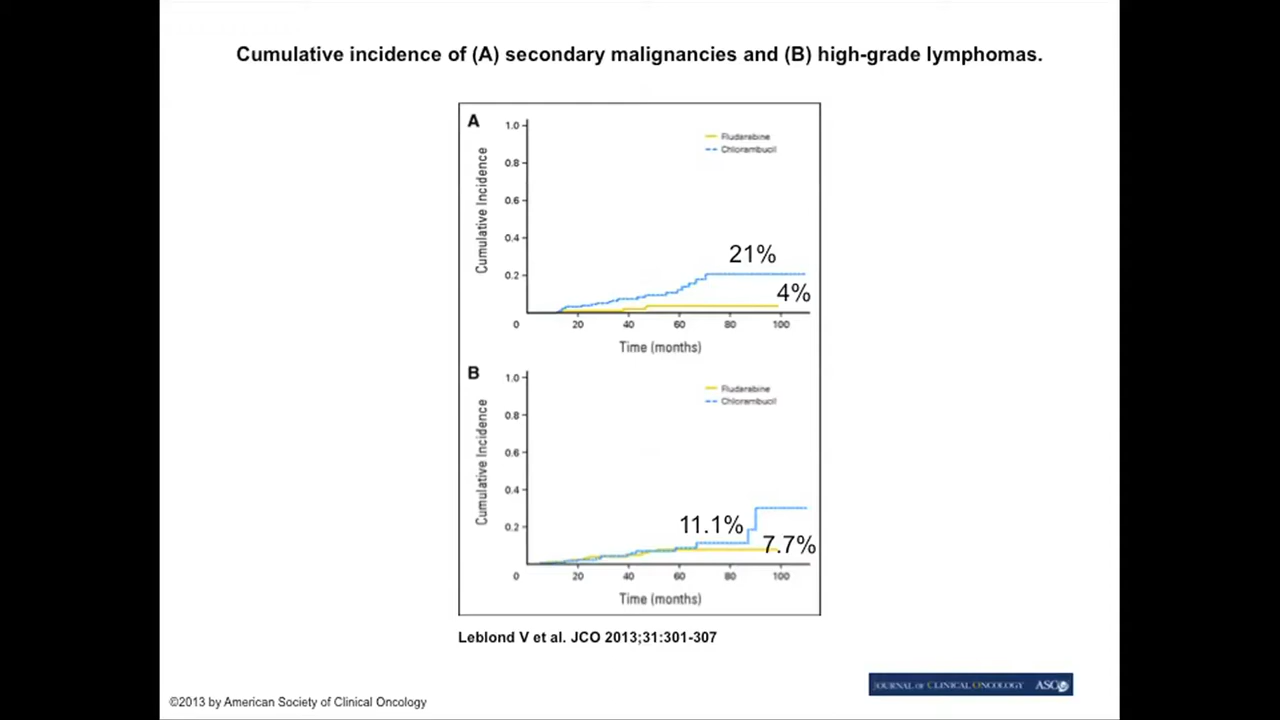 Cumulative incidence of (A) secondary malignancies and (B) high-grade lymphomas.
A
Cumulative Incidence
1.0
0.8
0.6
0.4
0.2
0
20
40
60
80
100
Time (months)
Fludarabine
Chlorambucil
21%
4%
B
Cumulative Incidence
1.0
0.8
0.6
0.4
0.2
0
20
40
60
80
100
Time (months)
Fludarabine
Chlorambucil
11.1%
7.7%
Leblond V et al. JCO 2013;31:301-307
JOURNAL OF CLINICAL ONCOLOGY ASCO
©2013 by American Society of Clinical Oncology